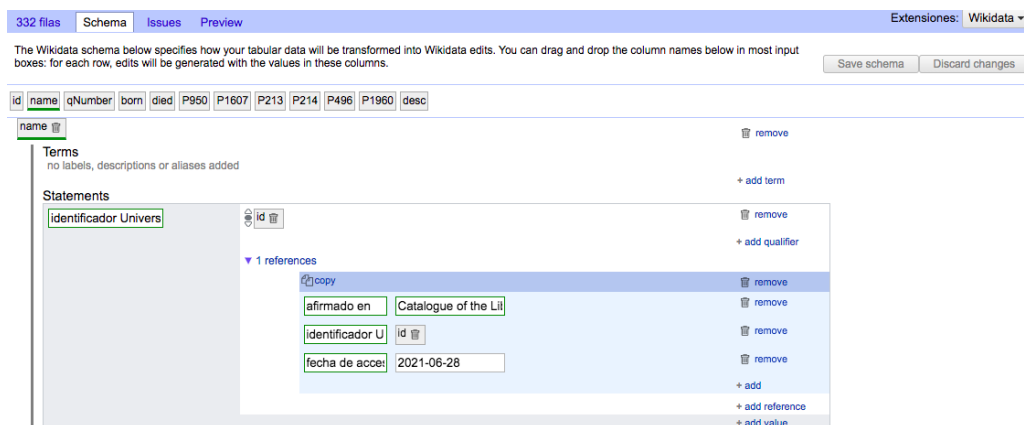 332 filas Schema Issues Preview Extensiones: Wikidata
The Wikidata schema below specifies how your tabular data will be transformed into Wikidata edits. You can drag and drop the column names below in most input
boxes: for each row, edits will be generated with the values in these columns.
Save schema Discard changes
id name qNumber born died P950 P1607 P213 P214 P496 P1960 desc
name remove
Terms
no labels, descriptions or aliases added
+ add term
Statements
identificador Univers id remove
+ add qualifier
1 references
copy remove
afirmado en Catalogue of the Lib remove
identificador U id remove
fecha de acces 2021-06-28 remove
+ add
+ add reference
+ add value